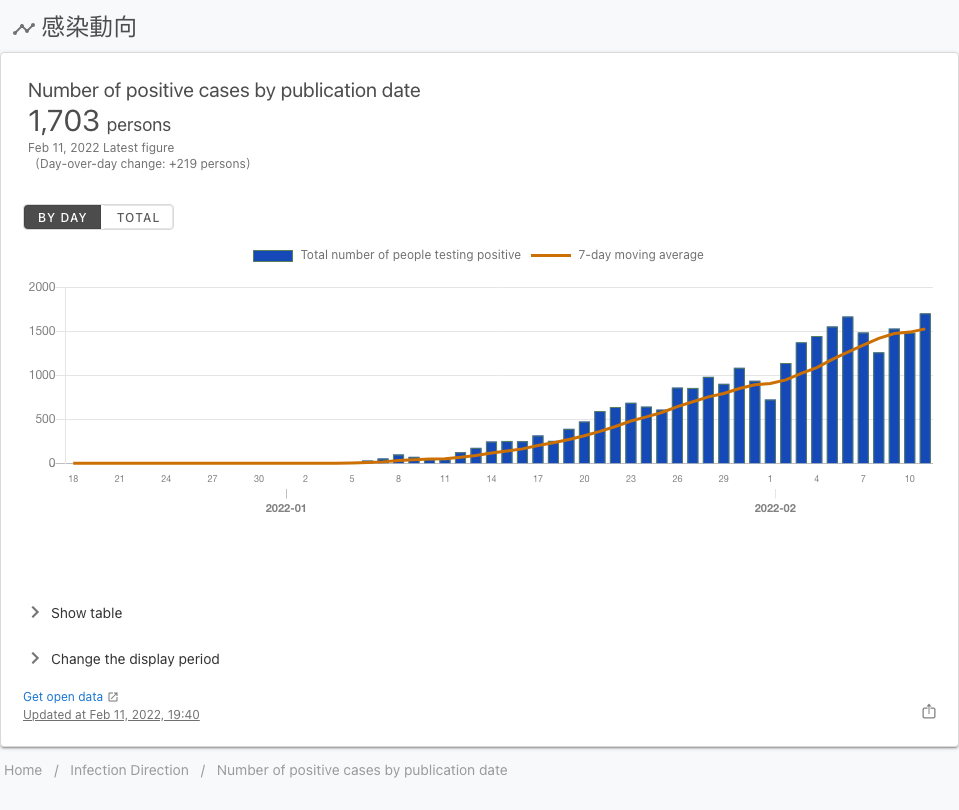 感染動向
Number of positive cases by publication date
1,703 persons
Feb 11, 2022 Latest figure
(Day-over-day change: +219 persons)
BY DAY TOTAL
Total number of people testing positive 7-day moving average
2000
1500
1000
500
0
18 21 24 27 30 2 5 8 11 14 17 20 23 26 29 1 4 7 10
2022-01 2022-02
Show table
Change the display period
Get open data
Updated at Feb 11, 2022, 19:40
Home / Infection Direction / Number of positive cases by publication date